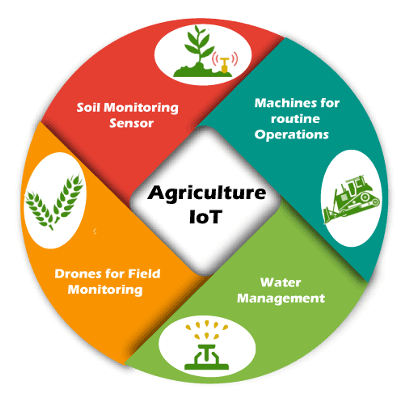 Soil Monitoring
Sensor
Machines for
routine
Operations
Agriculture
IoT
Drones for Field
Monitoring
Water
Management